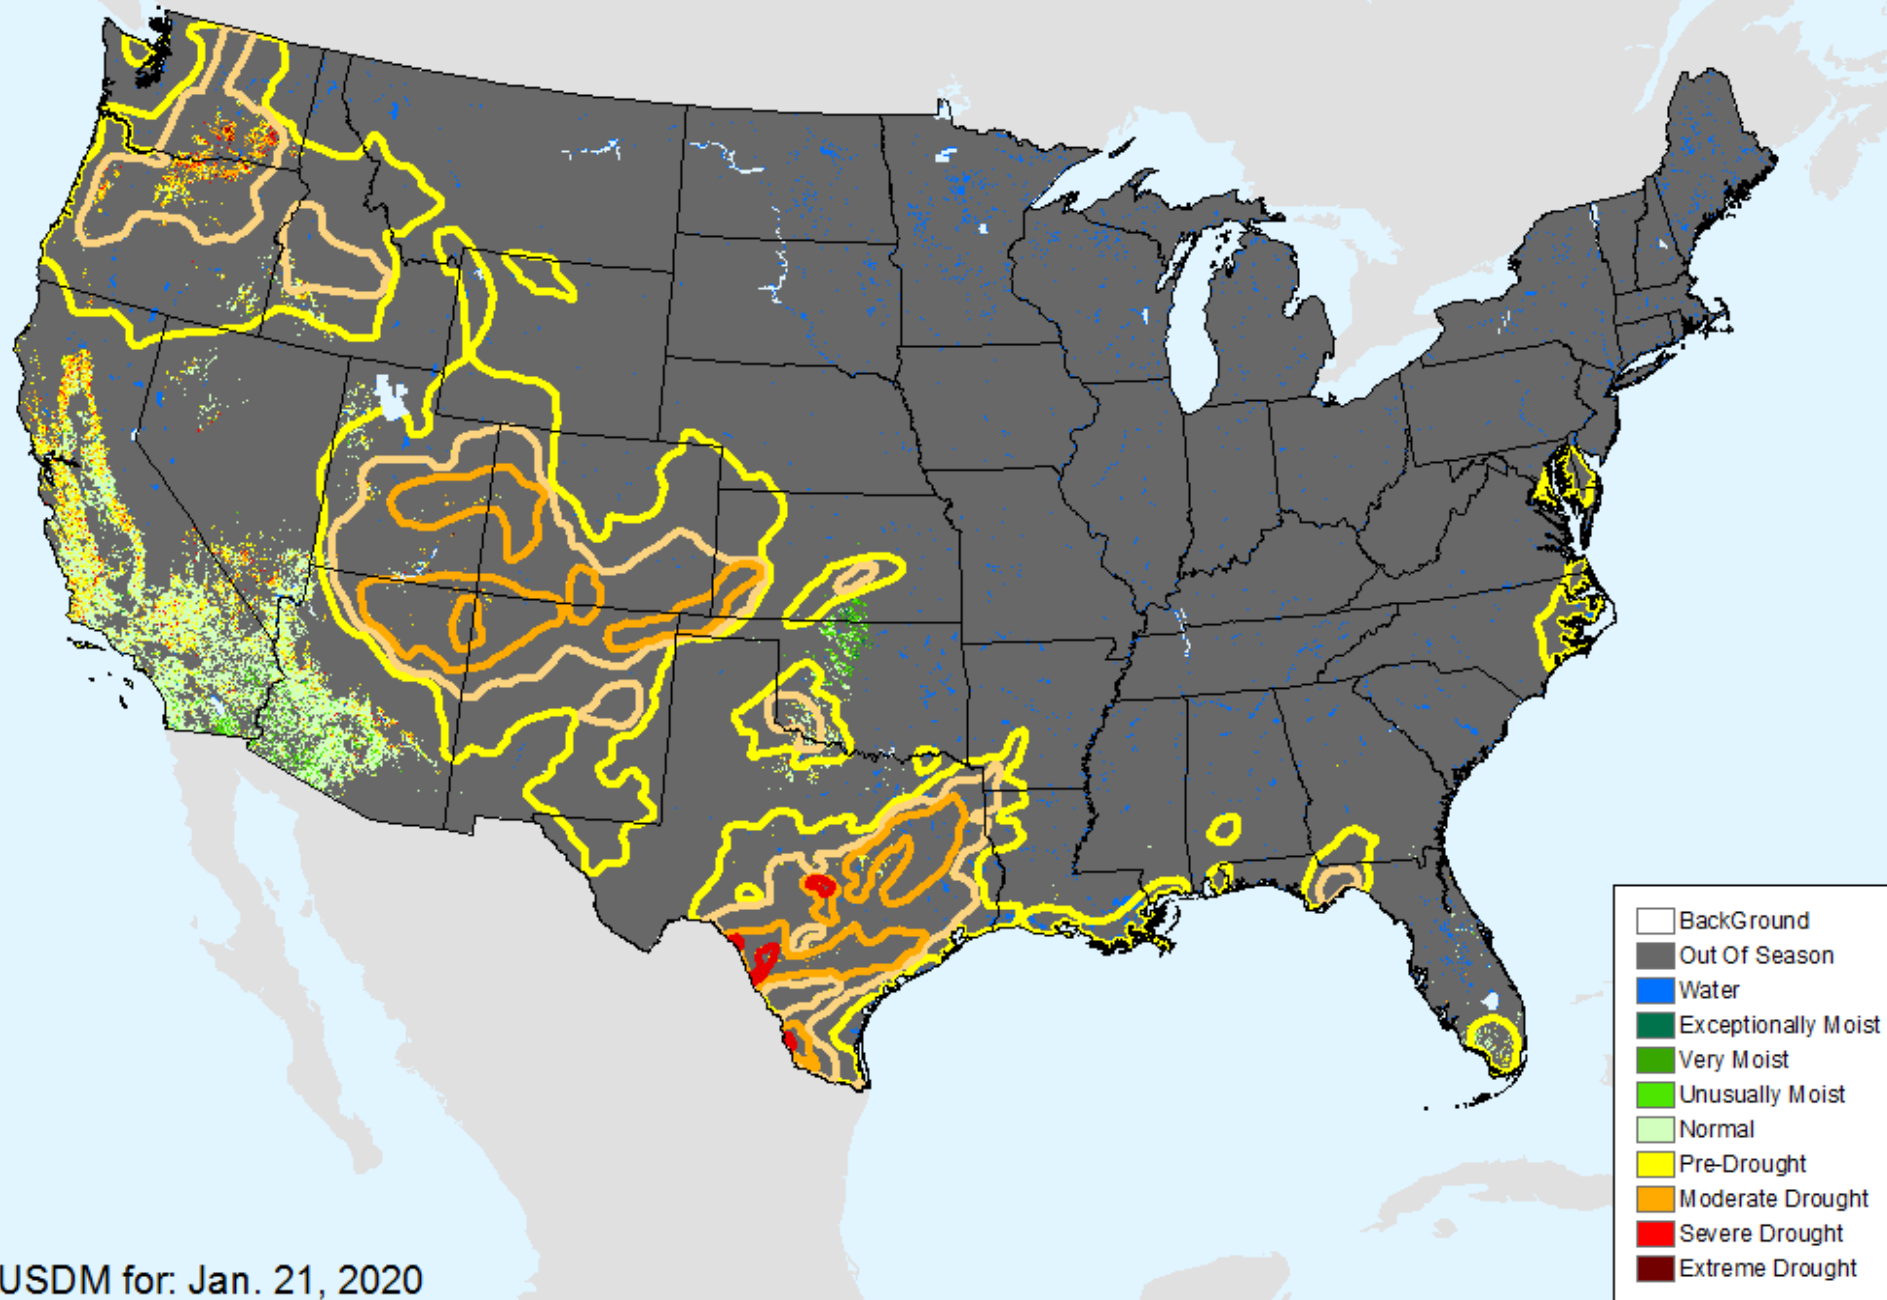 BackGround
Out Of Season
Water
Exceptionally Moist
Very Moist
Unusually Moist
Normal
Pre-Drought
Moderate Drought
Severe Drought
Extreme Drought
USDM for: Jan. 21, 2020